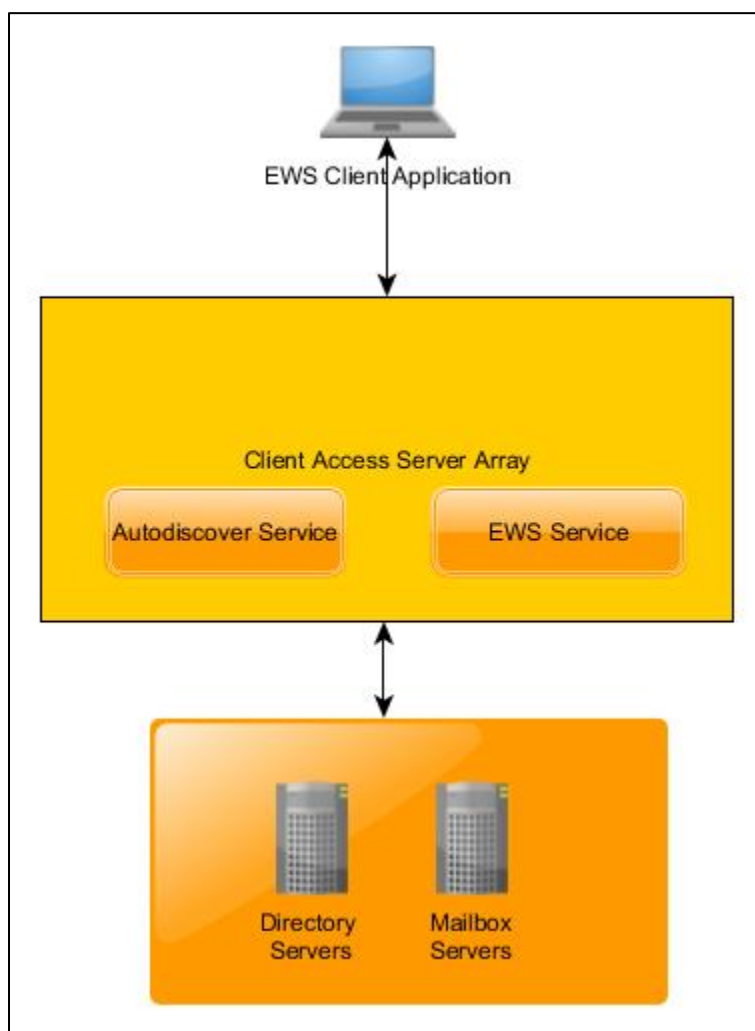 EWS Client Application
Client Access Server Array
Autodiscover Service
EWS Service
Directory
Servers
Mailbox
Servers